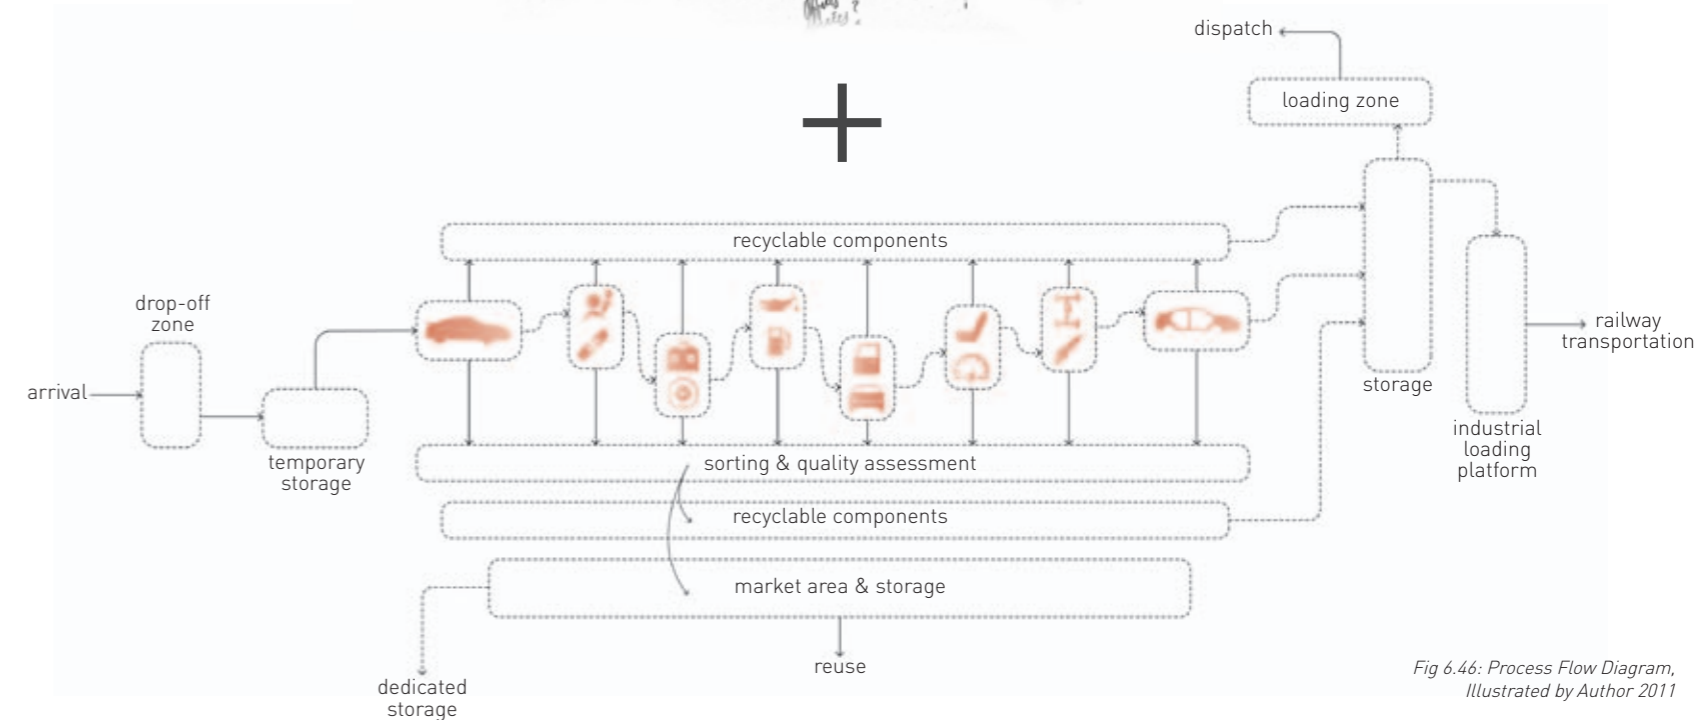 dispatch
loading zone
recyclable components
drop-off
zone
arrival
temporary
storage
storage
railway
transportation
industrial
loading
platform
sorting & quality assessment
recyclable components
market area & storage
reuse
dedicated
storage
Fig 6.46: Process Flow Diagram,
Illustrated by Author 2011